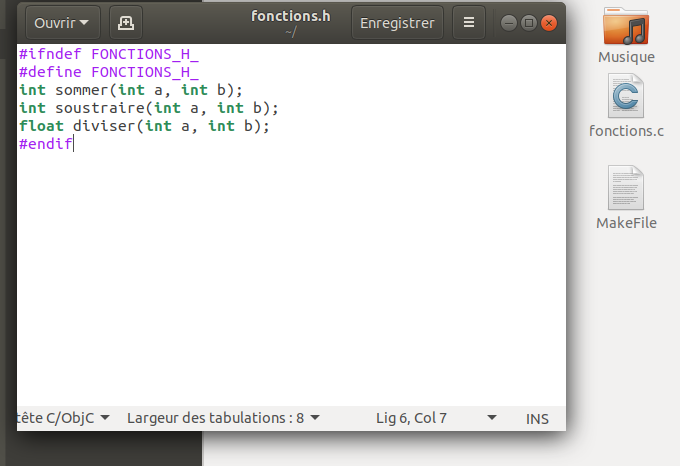 Ouvrir
fonctions.h
~/
Enregistrer
#ifndef FONCTIONS_H_
#define FONCTIONS_H_
int sommer(int a, int b);
int soustraire(int a, int b);
float diviser(int a, int b);
#endif
tête C/ObjC
Largeur des tabulations : 8
Lig 6, Col 7
INS
Musique
fonctions.c
MakeFile